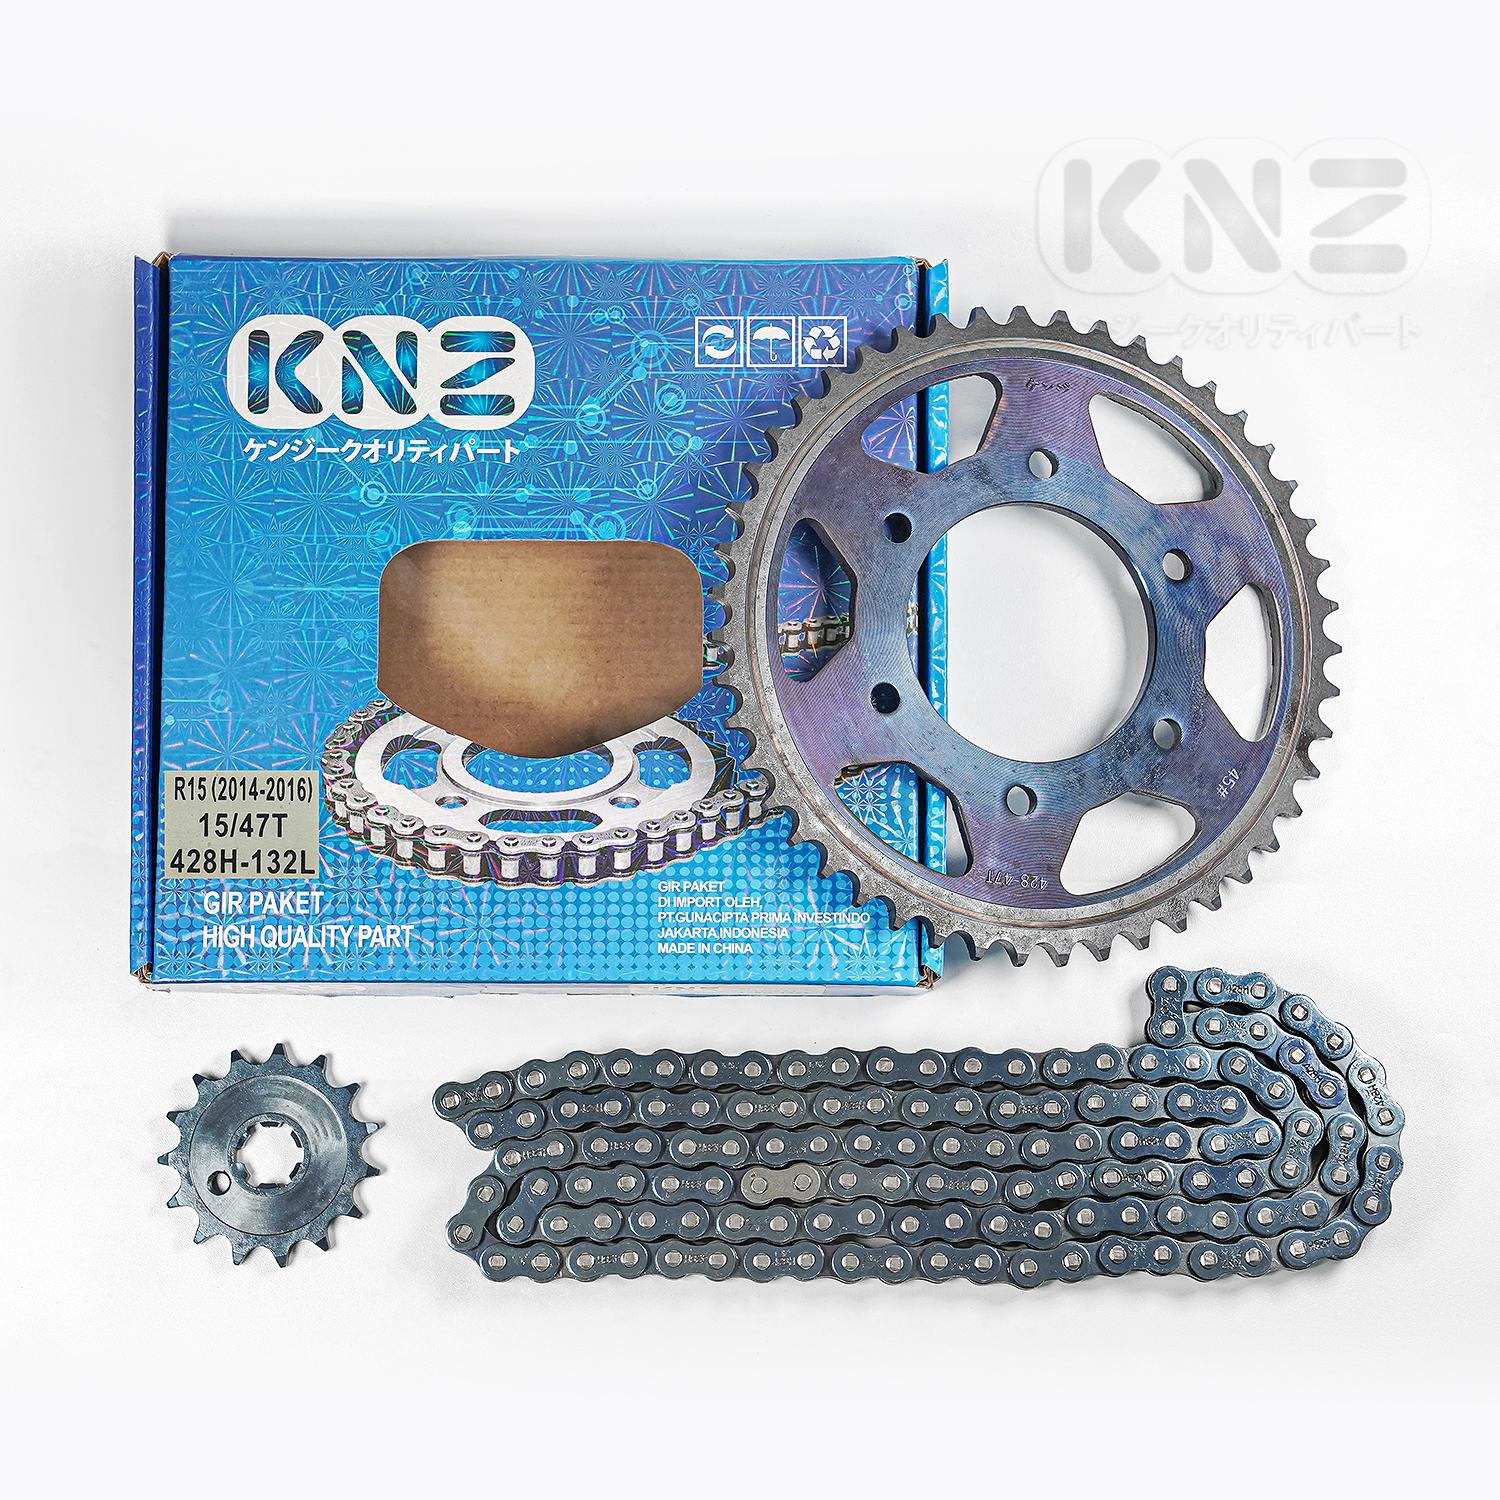 KNZ
ケンジークオリティパート
KNZ
ケンジークオリティパート
R15 (2014-2016)
15/47T
428H-132L
GIR PAKET
HIGH QUALITY PART
GIR PAKET
DI IMPORT OLEH,
PT.GUNACIPTA PRIMA INVESTINDO
JAKARTA,INDONESIA
MADE IN CHINA
45#
428-47T
428H
KNZ